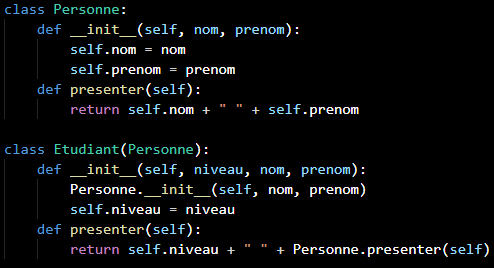 class Personne:
    def __init__(self, nom, prenom):
        self.nom = nom
        self.prenom = prenom
    def presenter(self):
        return self.nom + " " + self.prenom

class Etudiant(Personne):
    def __init__(self, niveau, nom, prenom):
        Personne.__init__(self, nom, prenom)
        self.niveau = niveau
    def presenter(self):
        return self.niveau + " " + Personne.presenter(self)